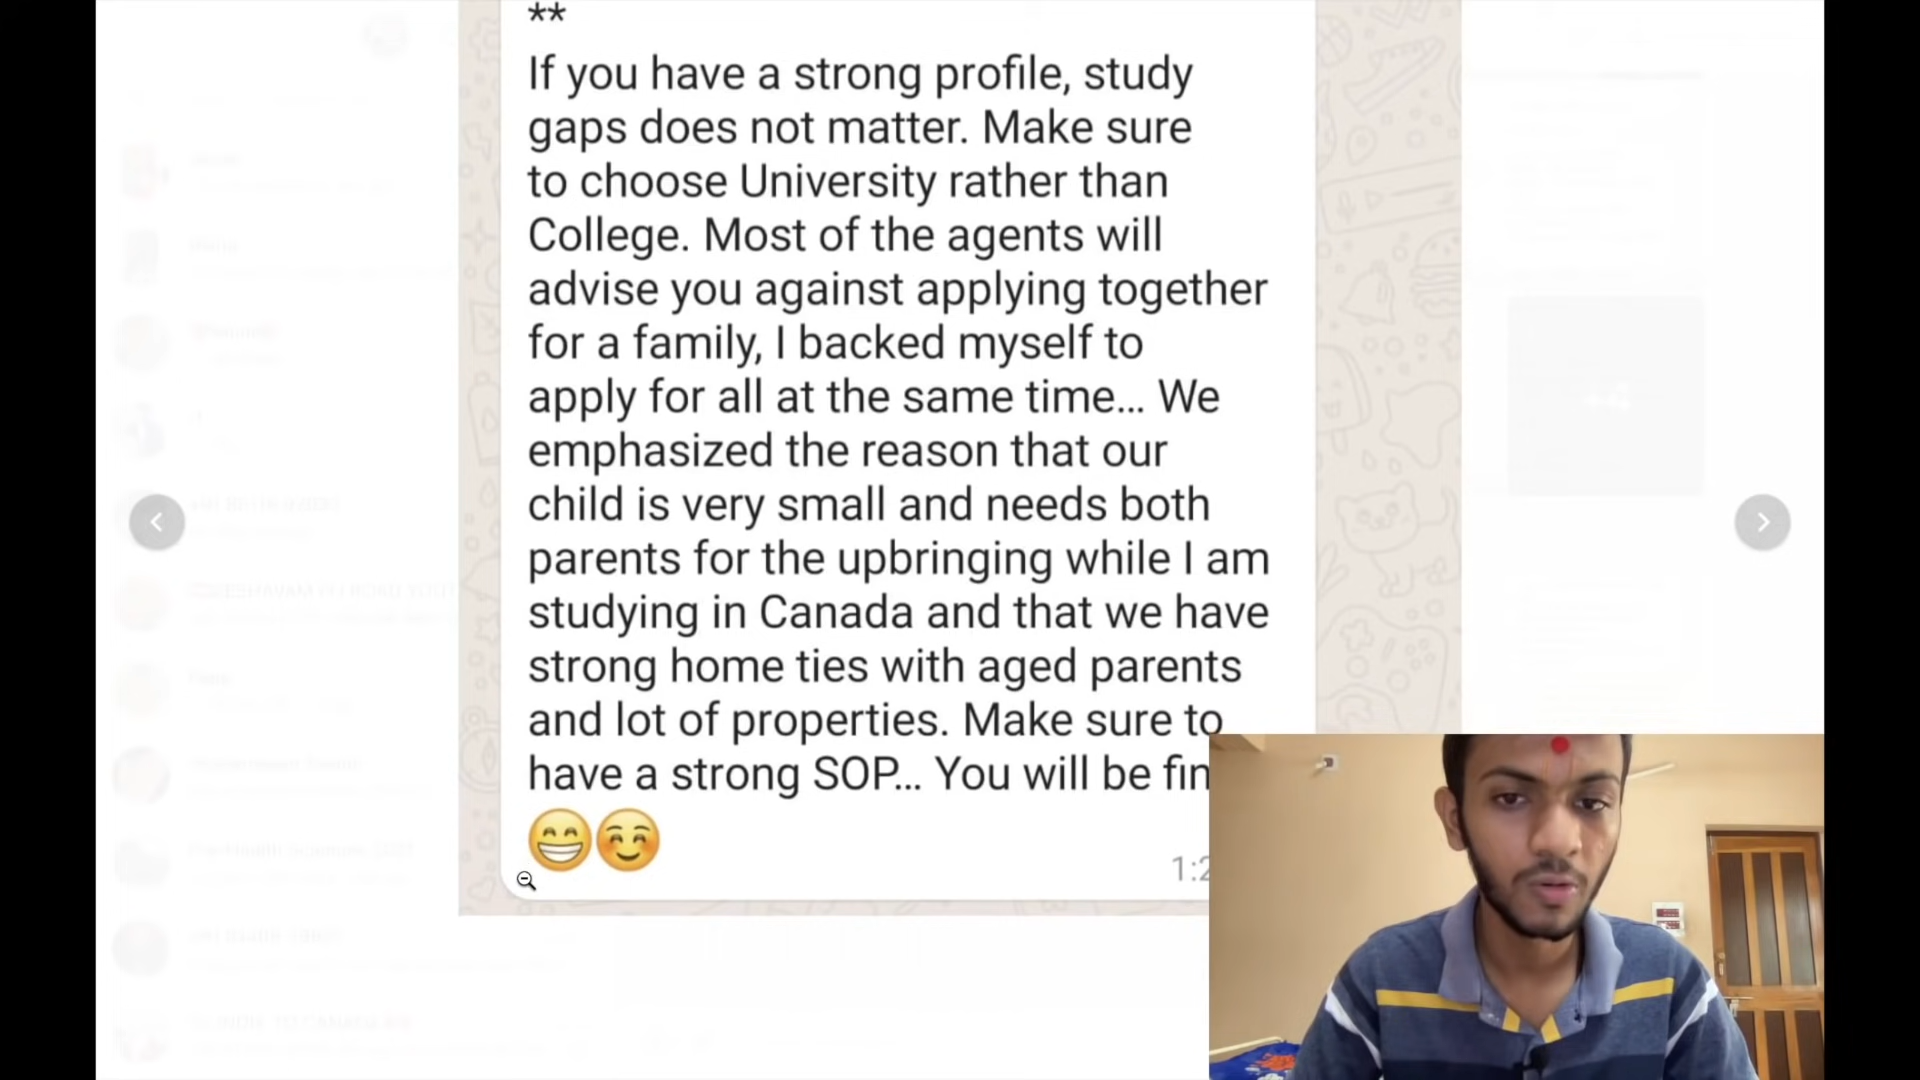 **
If you have a strong profile, study
gaps does not matter. Make sure
to choose University rather than
College. Most of the agents will
advise you against applying together
for a family, I backed myself to
apply for all at the same time... We
emphasized the reason that our
child is very small and needs both
parents for the upbringing while I am
studying in Canada and that we have
strong home ties with aged parents
and lot of properties. Make sure to
have a strong SOP... You will be fin
😁☺️
1:2